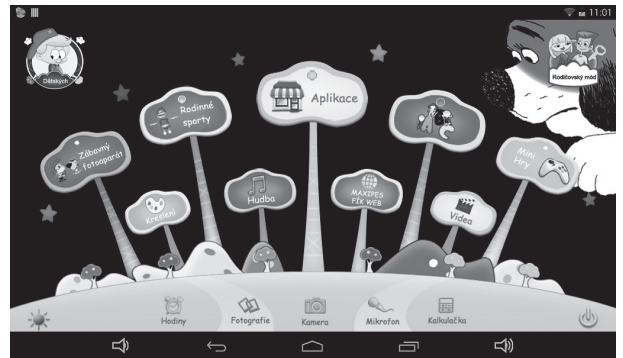 11:01
Dětských
Rodičovský mód
Aplikace
Rodinné
sporty
Zábavný
fotoaparát
Mini
Hry
Kreslení
Hudba
MAXIPES
FÍK WEB
Videa
Hodiny
Fotografie
Kamera
Mikrofon
Kalkulačka